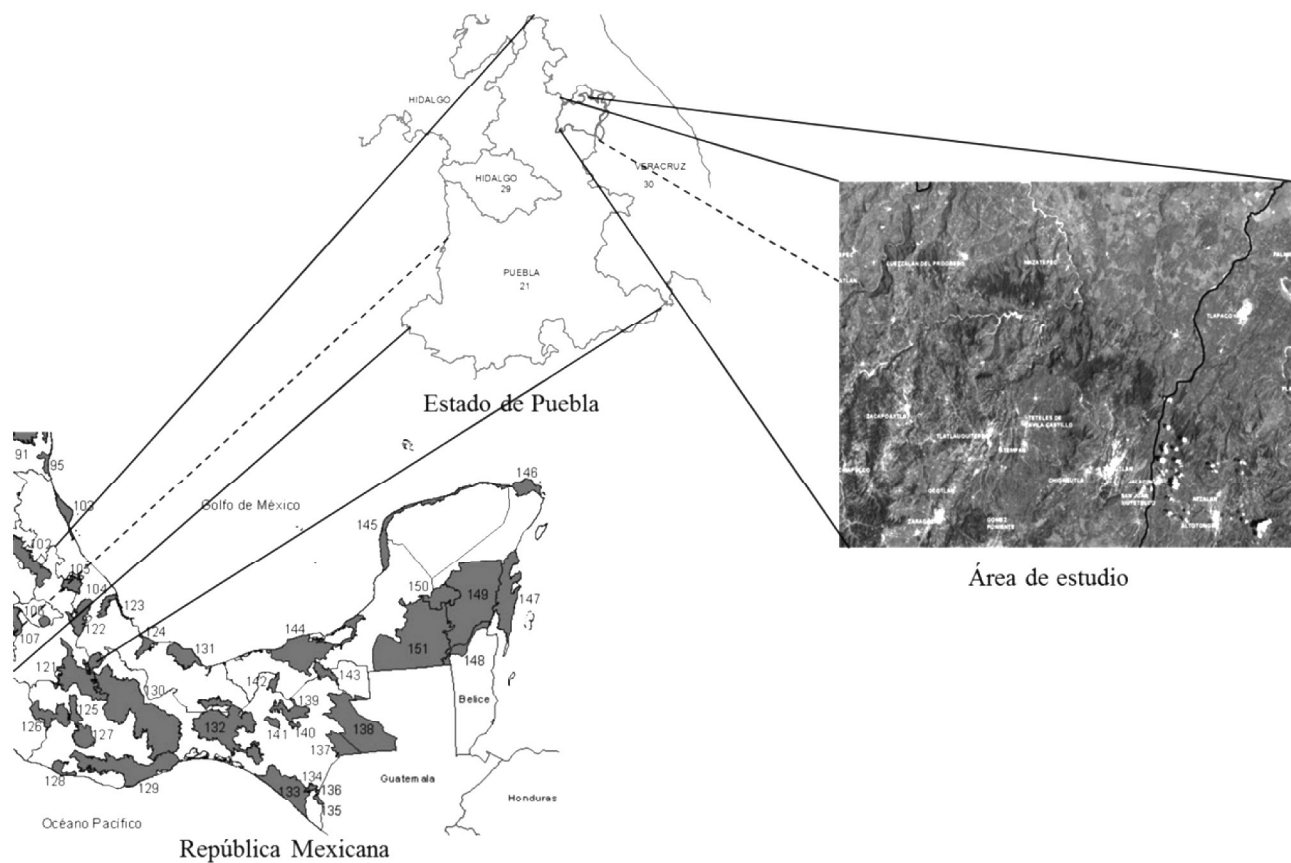 HIDALGO
HIDALGO
29
VERACRUZ
30
PUEBLA
21
Estado de Puebla
CUEZTALAN DEL PROGRESO
MAZATEPEC
TLAPACO
ZACAPOAXTLA
TETELES DE
AVILA CASTILLO
TLATLAUQUITEPEC
CHIGNAUTLA
OCOTLAN
SAN JUAN
ZARAGOZA
GOMEZ
PONIENTE
ALTOTONGA
Área de estudio
91
95
103
102
105
104
106
107
123
122
124
131
121
130
125
126
127
128
129
132
142
144
143
139
141
140
138
137
134
133
136
135
145
146
150
149
147
151
148
Golfo de México
Belice
Guatemala
Honduras
Océano Pacífico
República Mexicana